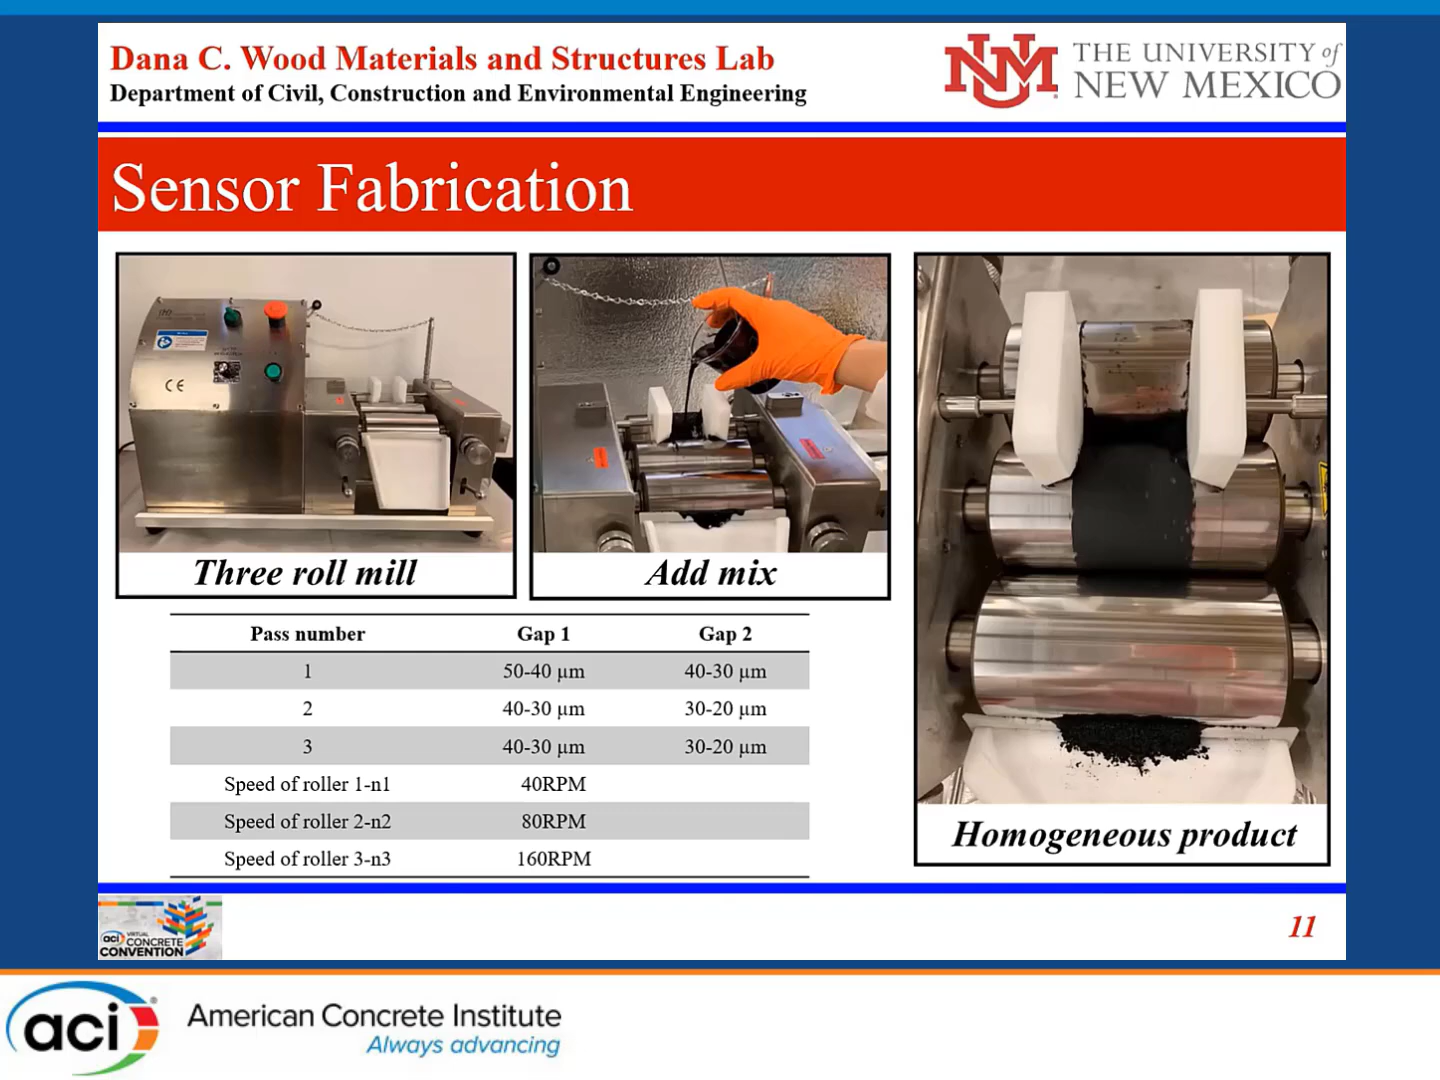 Dana C. Wood Materials and Structures Lab
Department of Civil, Construction and Environmental Engineering
UNM
THE UNIVERSITY of
NEW MEXICO
Sensor Fabrication
CE
Three roll mill
Add mix
Homogeneous product
Pass number Gap 1 Gap 2
1 50-40 μm 40-30 μm
2 40-30 μm 30-20 μm
3 40-30 μm 30-20 μm
Speed of roller 1-n1 40RPM
Speed of roller 2-n2 80RPM
Speed of roller 3-n3 160RPM
aci VIRTUAL
CONCRETE
CONVENTION
11
aci
American Concrete Institute
Always advancing